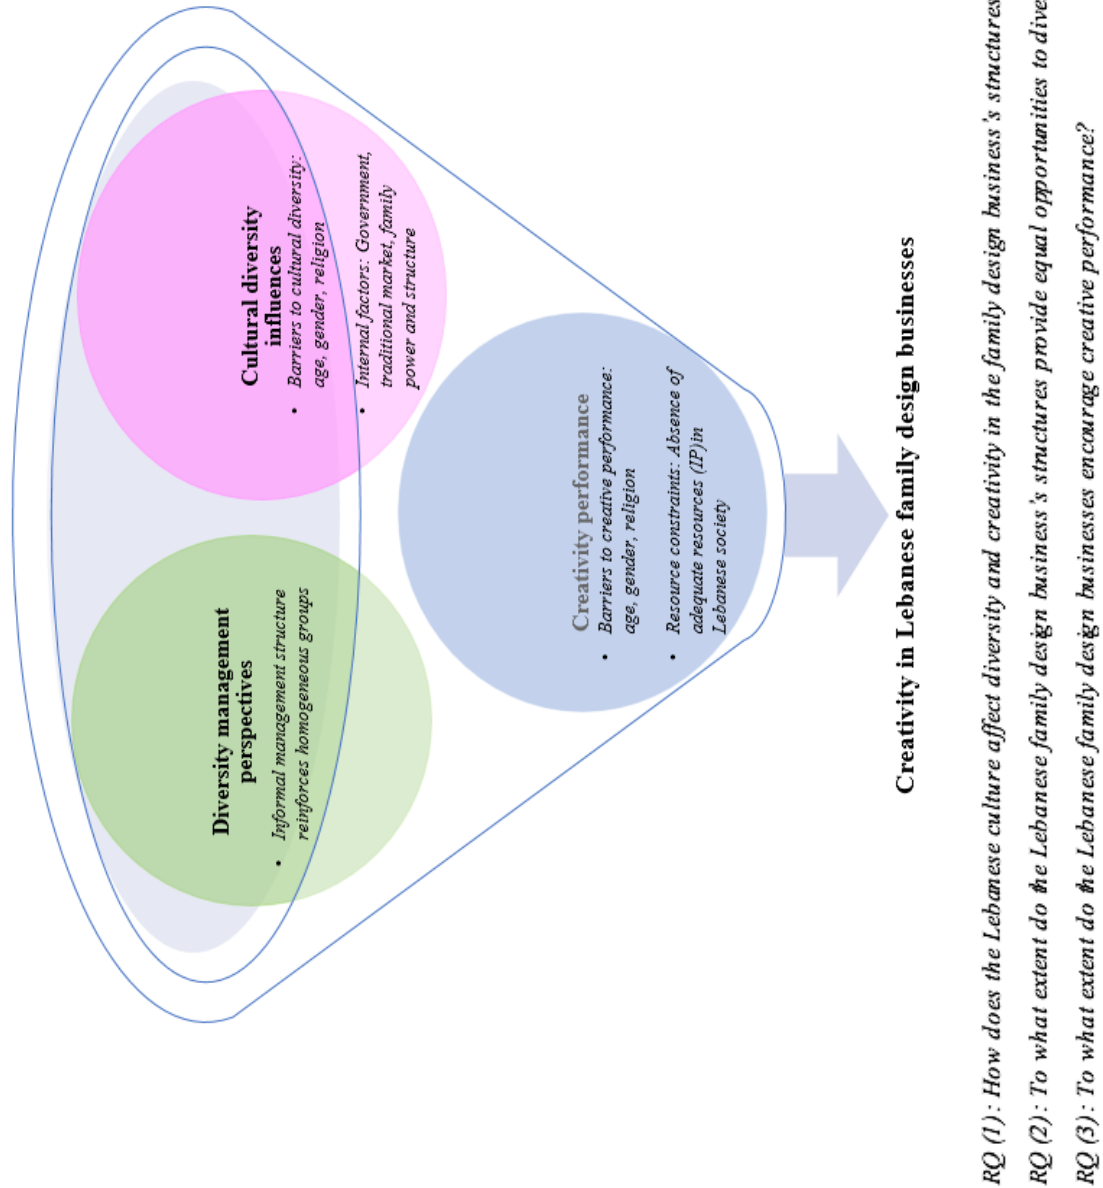 Diversity management
perspectives
• Informal management structure
reinforces homogeneous groups
Cultural diversity
influences
• Barriers to cultural diversity:
age, gender, religion
• Internal factors: Government,
traditional market, family
power and structure
Creativity performance
• Barriers to creative performance:
age, gender, religion
• Resource constraints: Absence of
adequate resources (IP)in
Lebanese society
Creativity in Lebanese family design businesses
RQ (1): How does the Lebanese culture affect diversity and creativity in the family design business's structures
RQ (2): To what extent do the Lebanese family design business's structures provide equal opportunities to dive
RQ (3): To what extent do the Lebanese family design businesses encourage creative performance?